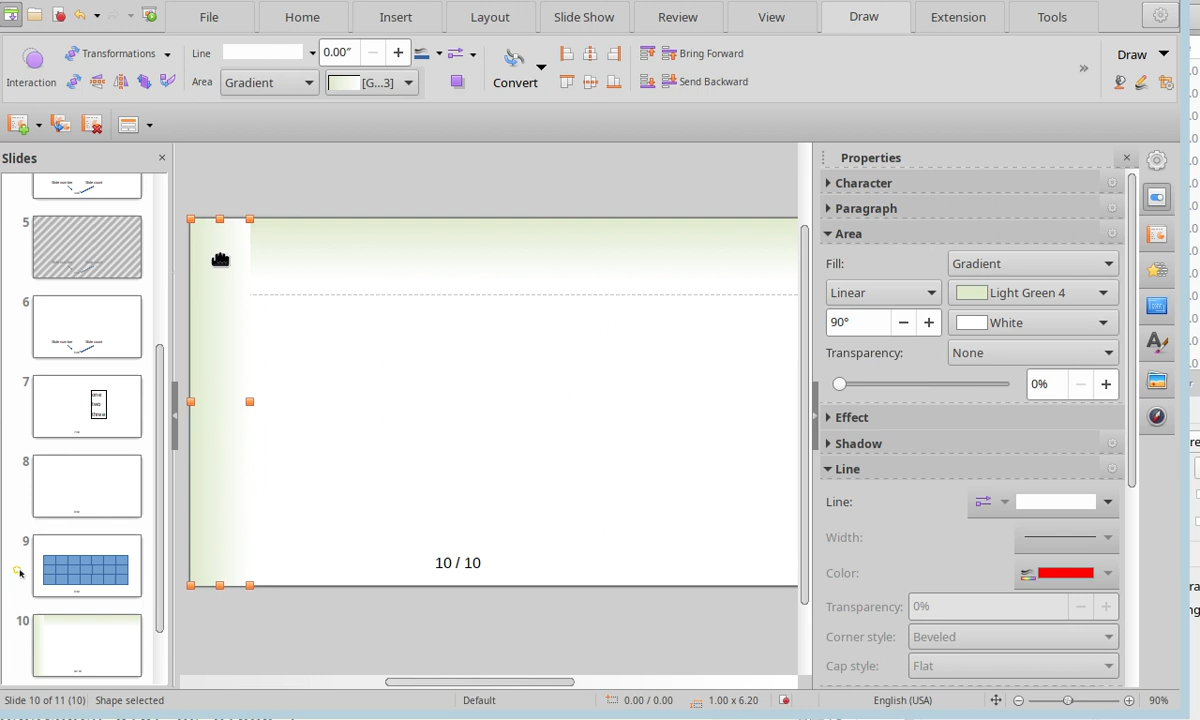 File Home Insert Layout Slide Show Review View Draw Extension Tools
Interaction
Transformations
Line 0.00″
Area Gradient [G...3]
Convert
Bring Forward
Send Backward
Draw
Slides
5
6
7
one
two
three
8
9
10
10 / 10
Properties
Character
Paragraph
Area
Fill: Gradient
Linear Light Green 4
90° White
Transparency: None
0%
Effect
Shadow
Line
Line:
Width:
Color:
Transparency: 0%
Corner style: Beveled
Cap style: Flat
Slide 10 of 11 (10) Shape selected Default 0.00 / 0.00 1.00 x 6.20 English (USA) 90%